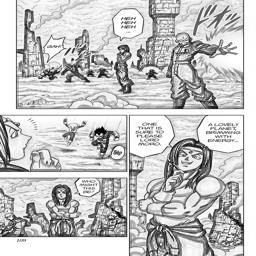 HEH
HEH
HEH
ONE
THAT IS
SURE TO
PLEASE
LORD
MORO.
A LOVELY
PLANET,
BRIMMING
WITH
ENERGY...
WHO
MIGHT
THIS
BE?